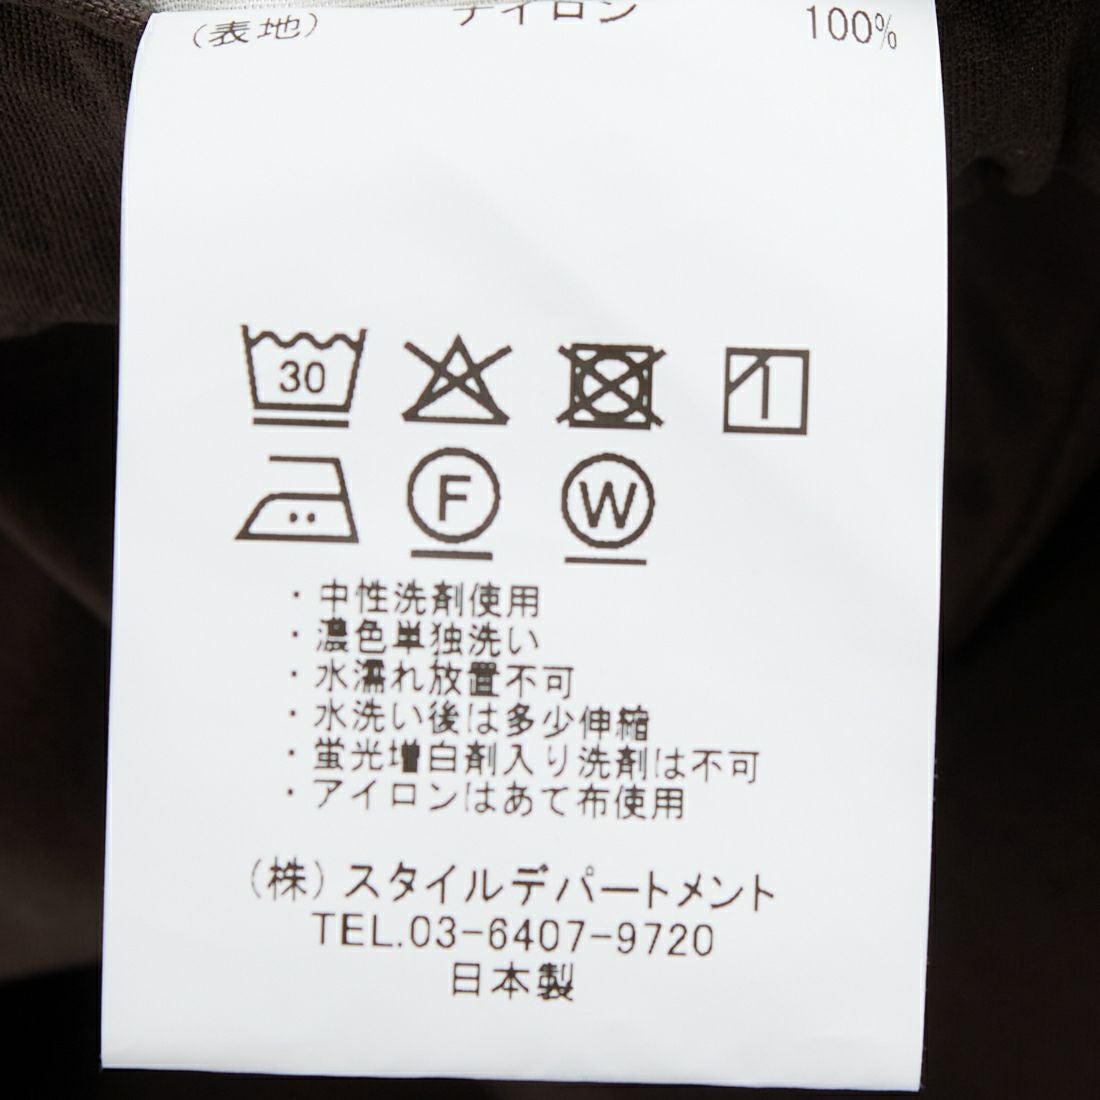 (表地) ナイロン 100%
30
F W
・中性洗剤使用
・濃色単独洗い
・水濡れ放置不可
・水洗い後は多少伸縮
・蛍光増白剤入り洗剤は不可
・アイロンはあて布使用
(株)スタイルデパートメント
TEL.03-6407-9720
日本製